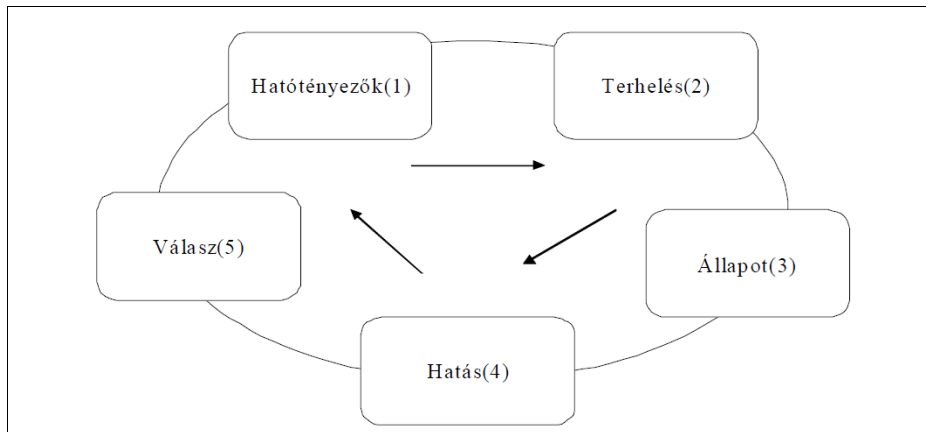 Hatótényezők(1)
Terhelés(2)
Válasz(5)
Állapot(3)
Hatás(4)